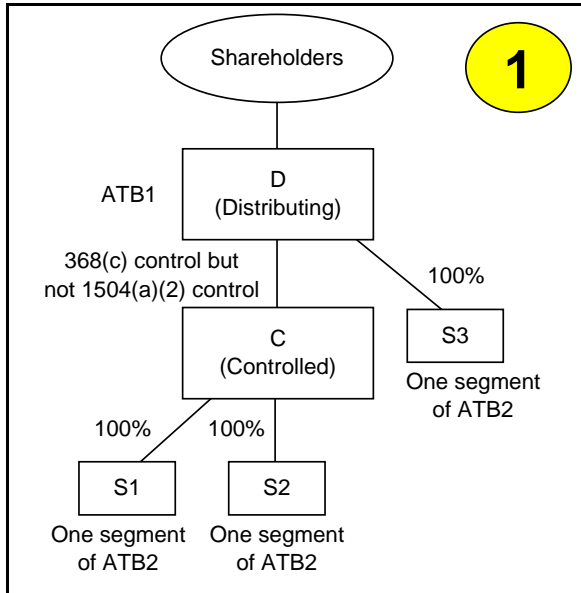 Shareholders
1
ATB1
D
(Distributing)
368(c) control but
not 1504(a)(2) control
100%
C
(Controlled)
S3
One segment
of ATB2
100%
100%
S1
S2
One segment
of ATB2
One segment
of ATB2